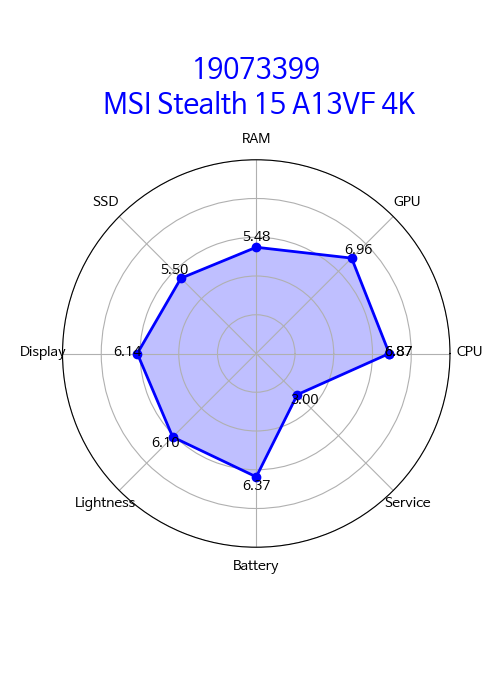 19073399
MSI Stealth 15 A13VF 4K
RAM
SSD
GPU
5.48
6.96
5.50
Display
6.14
6.87
CPU
3.00
6.10
6.37
Lightness
Service
Battery